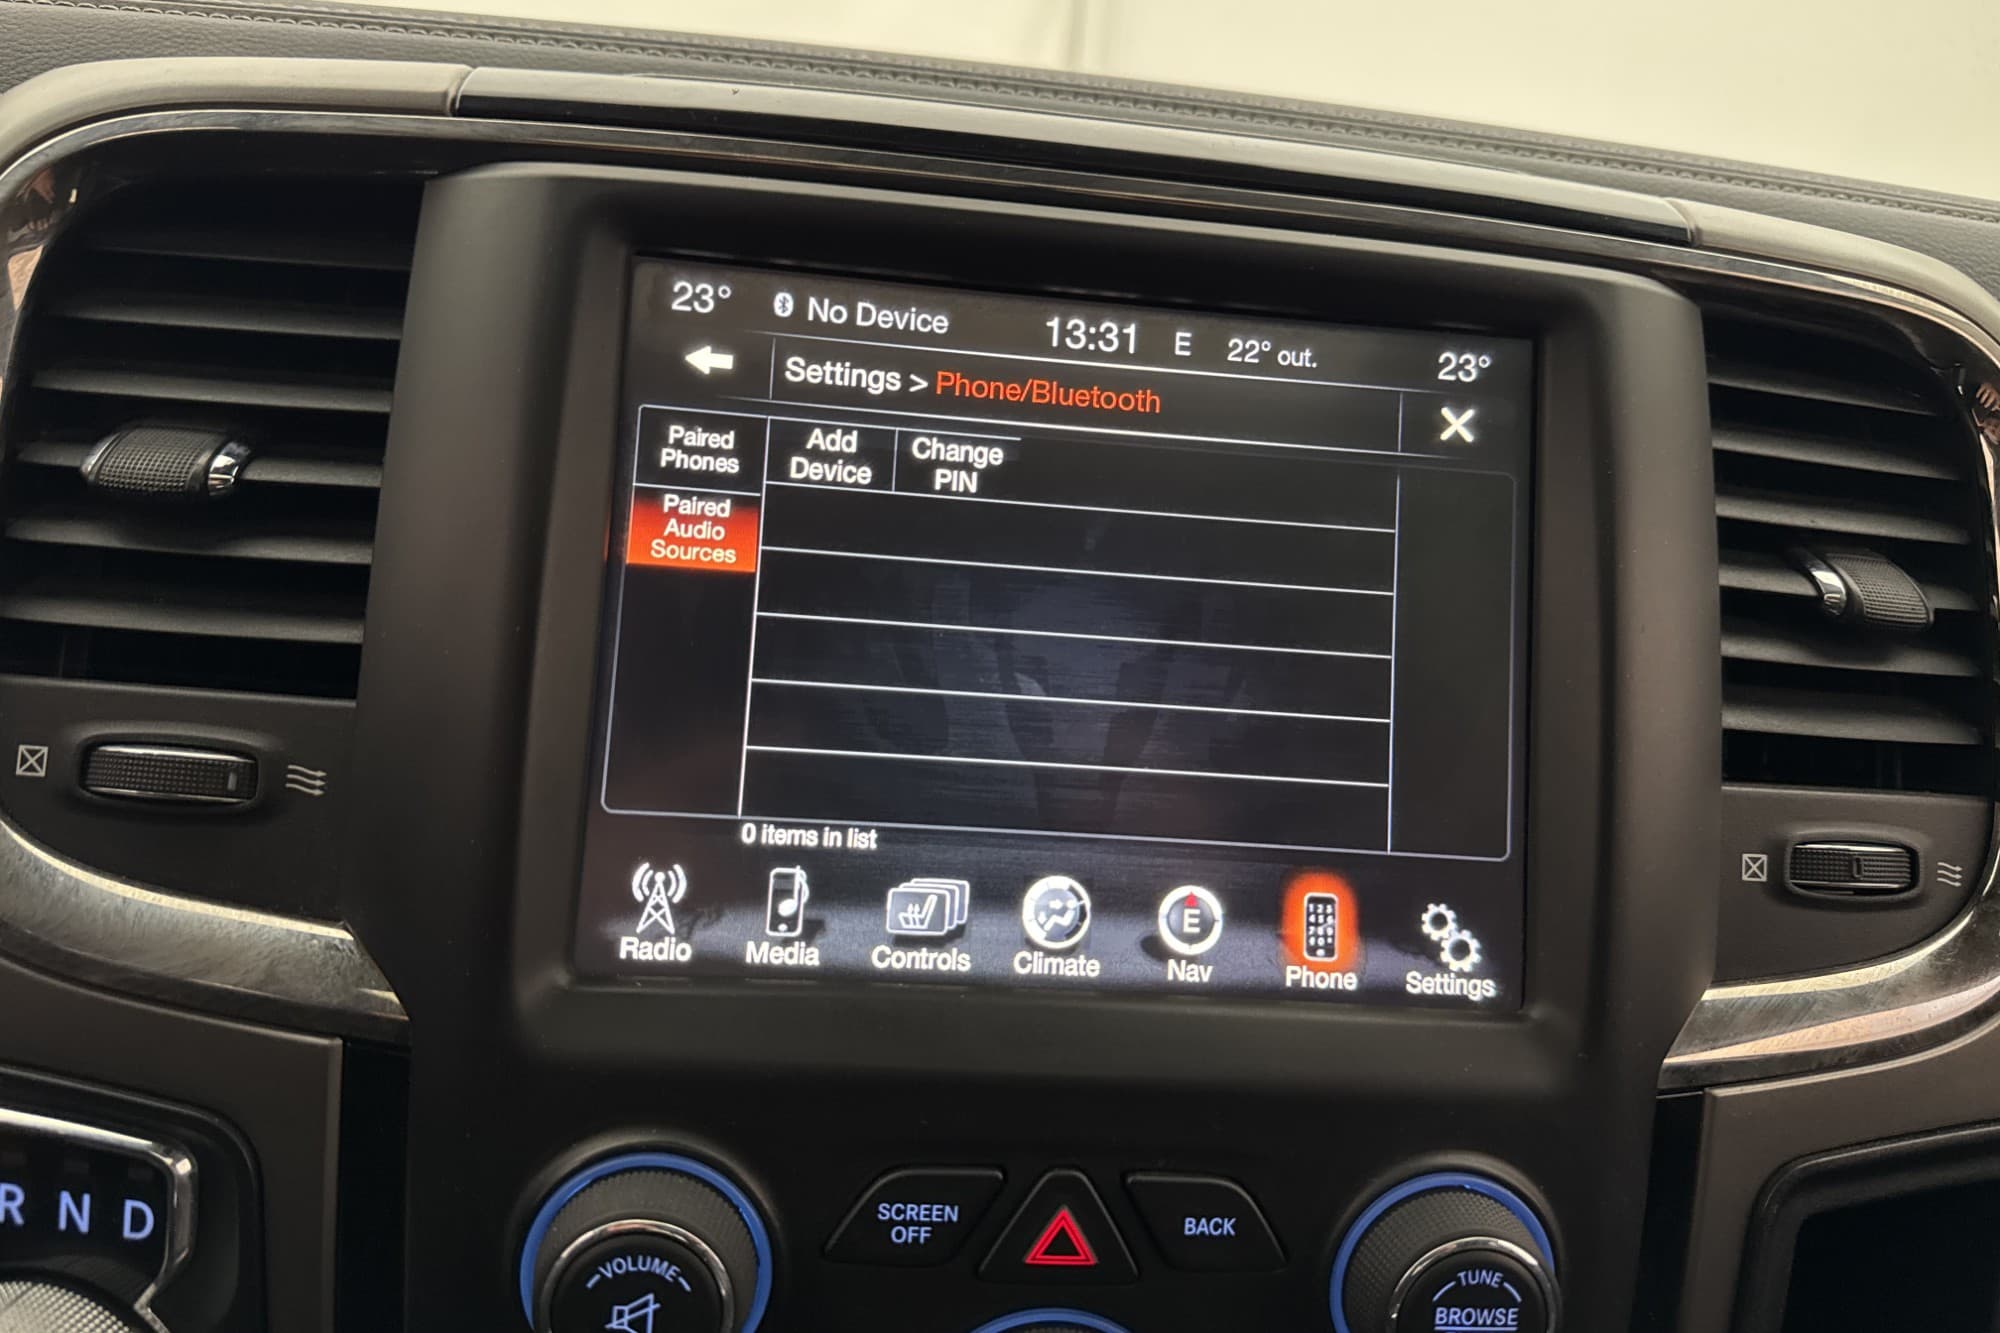 23° No Device 13:31 E 22° out. 23°
Settings > Phone/Bluetooth
Paired
Phones
Add
Device
Change
PIN
Paired
Audio
Sources
0 items in list
Radio Media Controls Climate E Nav Phone Settings
R N D
SCREEN
OFF
BACK
VOLUME
TUNE
BROWSE